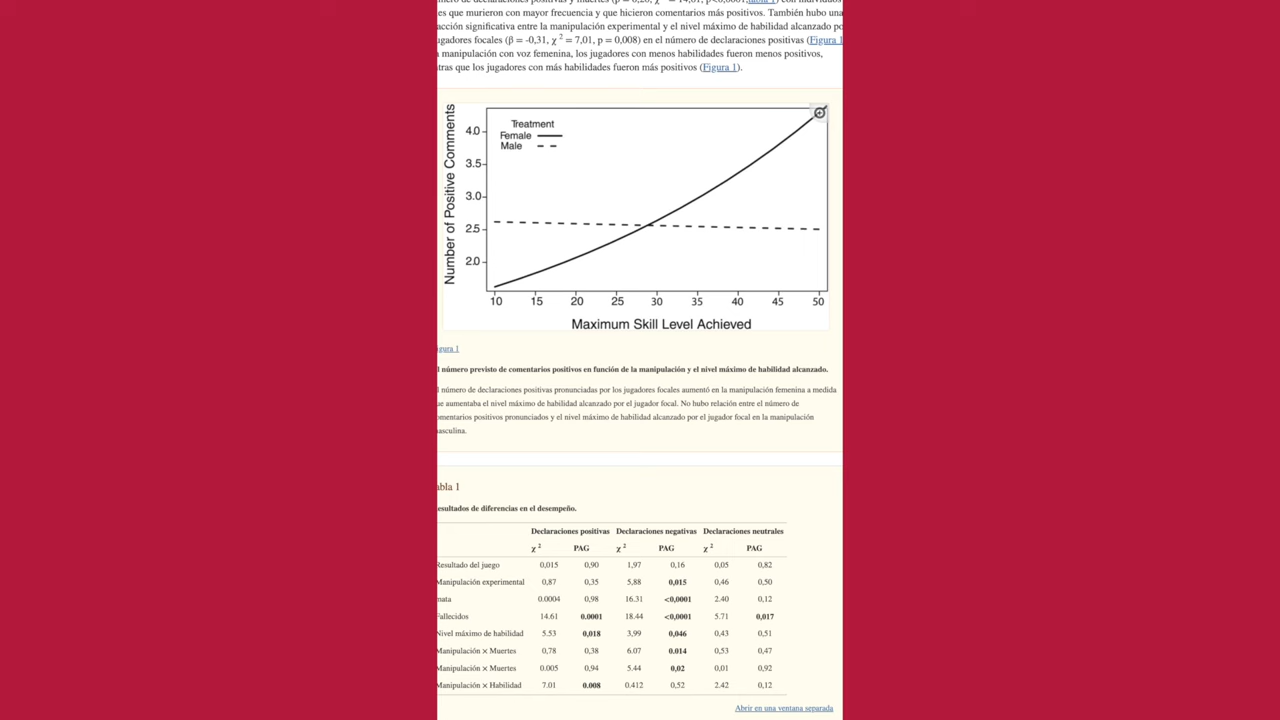 es que murieron con mayor frecuencia y que hicieron comentarios más positivos. También hubo una
acción significativa entre la manipulación experimental y el nivel máximo de habilidad alcanzado po
ugadores focales (β = -0,31, χ 2 = 7,01, p = 0,008) en el número de declaraciones positivas (Figura 1
a manipulación con voz femenina, los jugadores con menos habilidades fueron menos positivos,
tras que los jugadores con más habilidades fueron más positivos (Figura 1).
Number of Positive Comments
4.0
3.5
3.0
2.5
2.0
Treatment
Female
Male
10 15 20 25 30 35 40 45 50
Maximum Skill Level Achieved
igura 1
l número previsto de comentarios positivos en función de la manipulación y el nivel máximo de habilidad alcanzado.
l número de declaraciones positivas pronunciadas por los jugadores focales aumentó en la manipulación femenina a medida
ue aumentaba el nivel máximo de habilidad alcanzado por el jugador focal. No hubo relación entre el número de
omentarios positivos pronunciados y el nivel máximo de habilidad alcanzado por el jugador focal en la manipulación
asculina.
abla 1
esultados de diferencias en el desempeño.
Declaraciones positivas Declaraciones negativas Declaraciones neutrales
χ 2 PAG χ 2 PAG χ 2 PAG
Resultado del juego 0,015 0,90 1,97 0,16 0,05 0,82
Manipulación experimental 0,87 0,35 5,88 0,015 0,46 0,50
mata 0.0004 0,98 16.31 <0,0001 2.40 0,12
Fallecidos 14.61 0.0001 18.44 <0,0001 5.71 0,017
Nivel máximo de habilidad 5.53 0,018 3,99 0,046 0,43 0,51
Manipulación × Muertes 0,78 0,38 6.07 0.014 0,53 0,47
Manipulación × Muertes 0.005 0,94 5.44 0,02 0,01 0,92
Manipulación × Habilidad 7.01 0.008 0.412 0,52 2.42 0,12
Abrir en una ventana separada